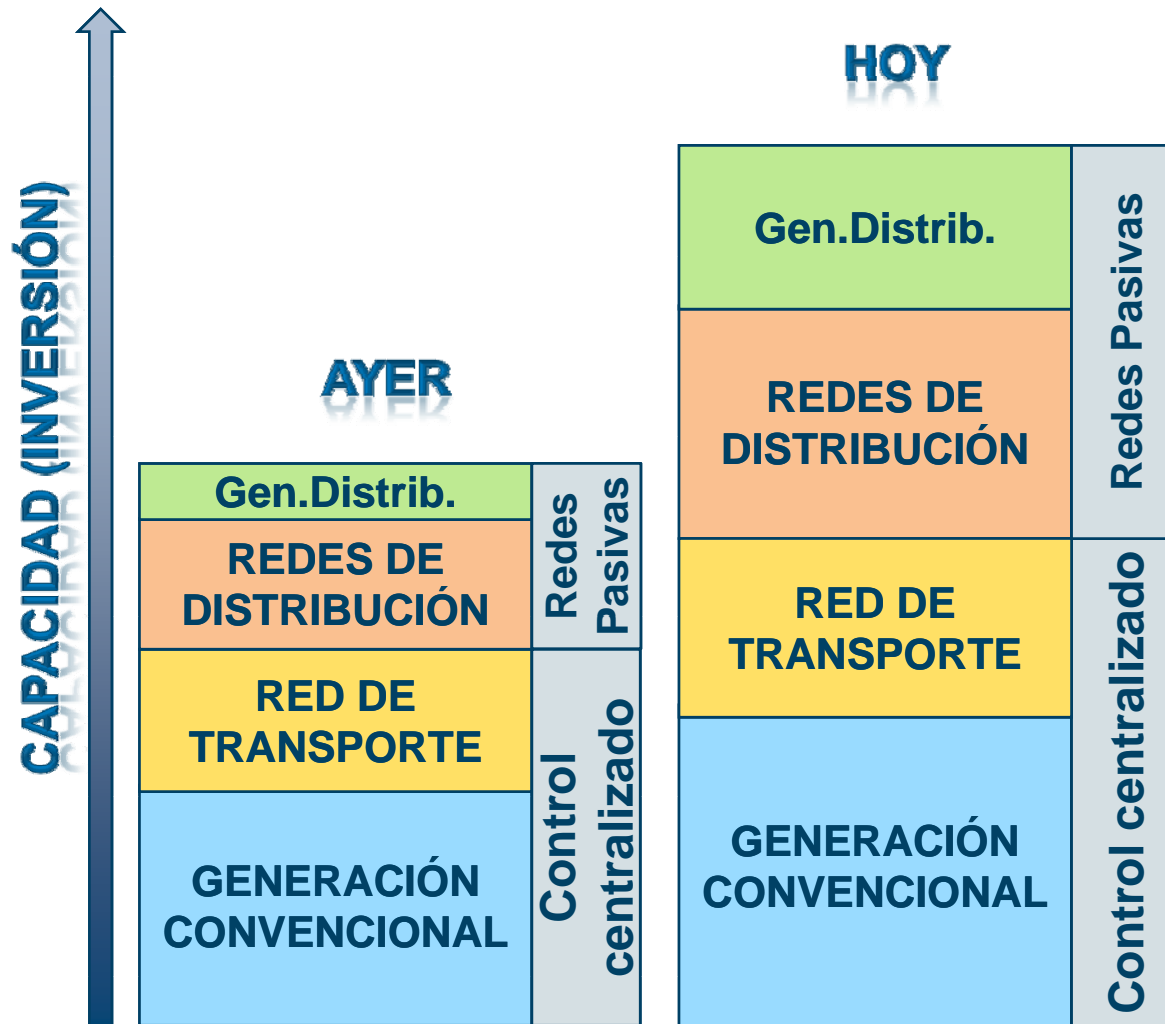 CAPACIDAD (INVERSIÓN)
AYER
Gen.Distrib.
REDES DE
DISTRIBUCIÓN
RED DE
TRANSPORTE
GENERACIÓN
CONVENCIONAL
Redes
Pasivas
Control
centralizado
HOY
Gen.Distrib.
REDES DE
DISTRIBUCIÓN
RED DE
TRANSPORTE
GENERACIÓN
CONVENCIONAL
Redes Pasivas
Control centralizado